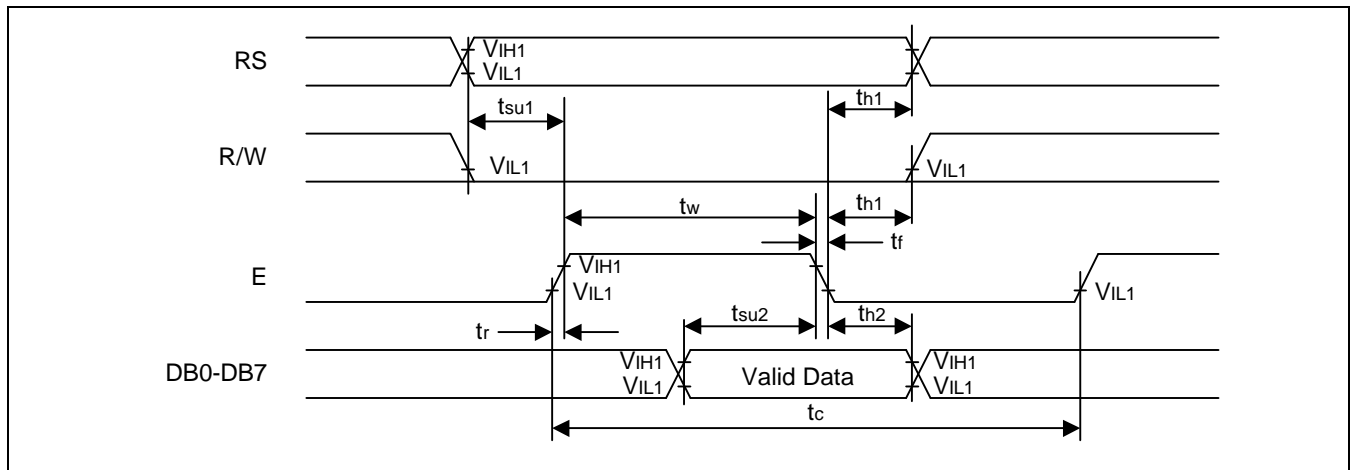 RS
VIH1
VIL1
tsu1
th1
R/W
VIL1
VIL1
tw
th1
tf
E
VIH1
VIL1
VIL1
tr
tsu2
th2
DB0-DB7
VIH1
VIL1
Valid Data
VIH1
VIL1
tc